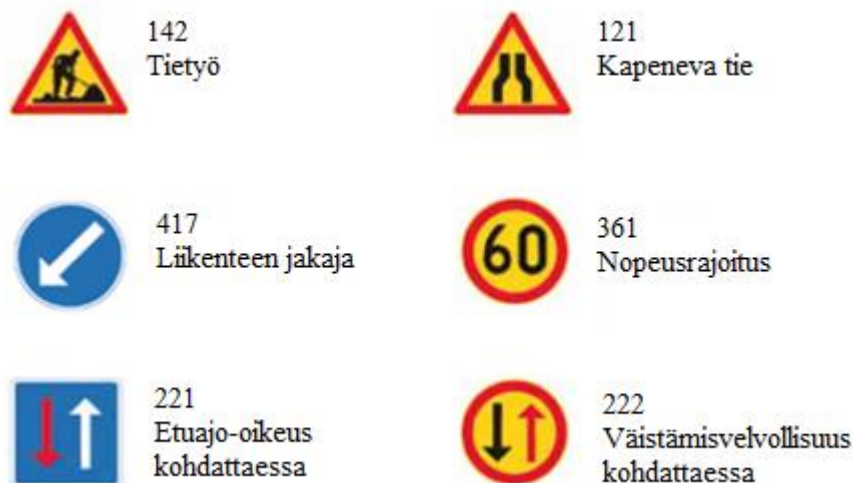 142
Tietyö
121
Kapeneva tie
417
Liikenteen jakaja
60
361
Nopeusrajoitus
221
Etuajo-oikeus
kohdattaessa
222
Väistämisvelvollisuus
kohdattaessa